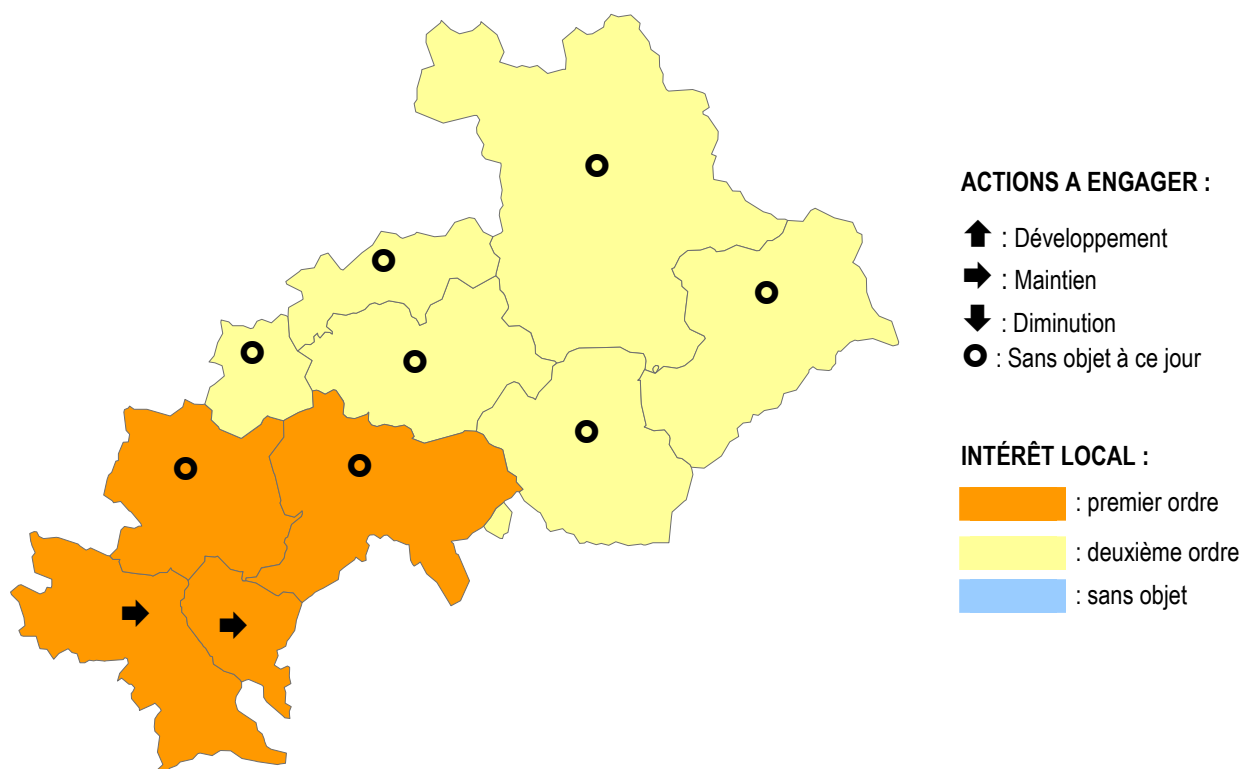 ACTIONS A ENGAGER :
: Développement
: Maintien
: Diminution
: Sans objet à ce jour
INTÉRÊT LOCAL :
: premier ordre
: deuxième ordre
: sans objet